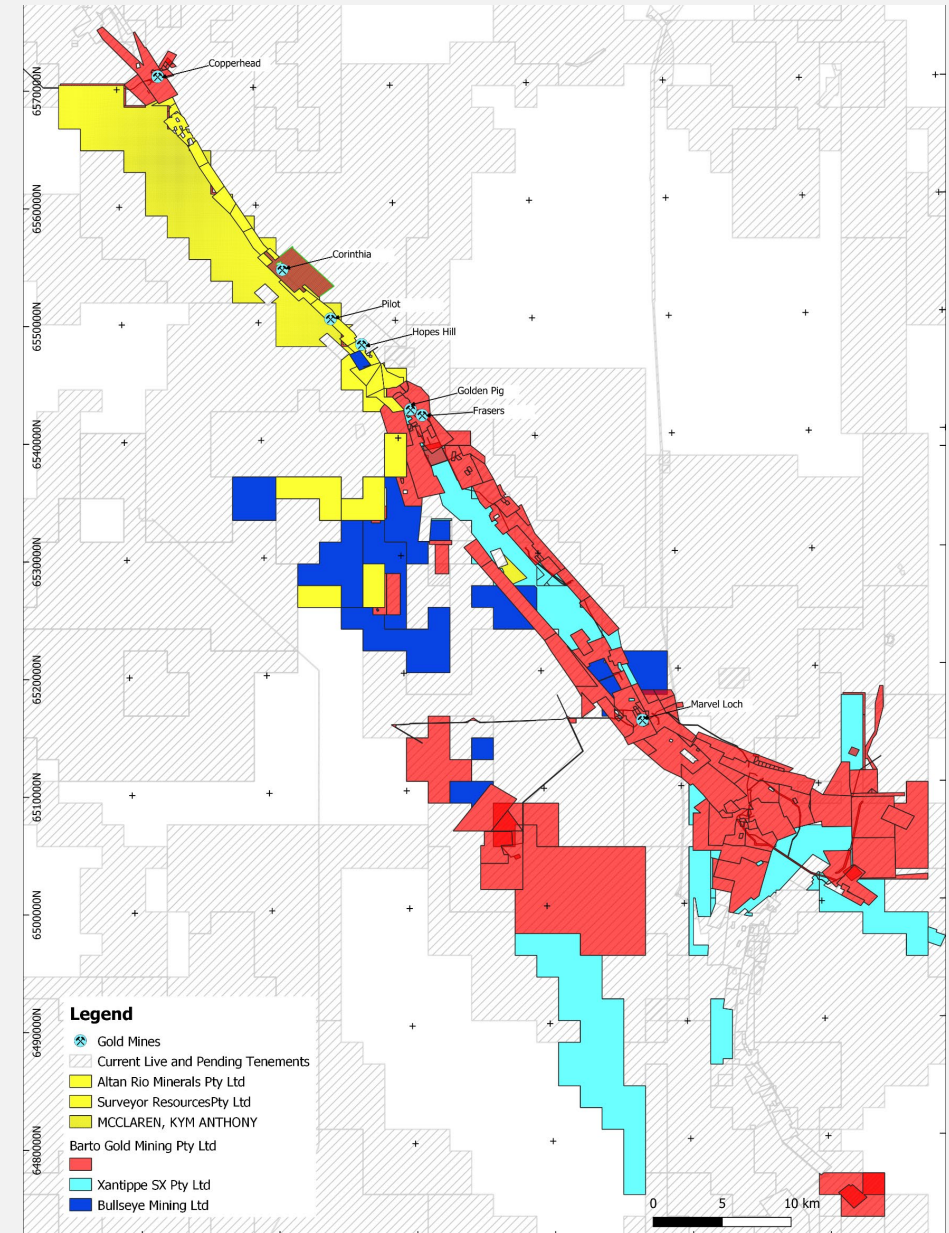 Copperhead
6570000N
6560000N
Corinthia
Pilot
6550000N
Hopes Hill
Golden Pig
Frasers
6540000N
6530000N
6520000N
Marvel Loch
6510000N
6500000N
Legend
Gold Mines
6490000N
Current Live and Pending Tenements
Altan Rio Minerals Pty Ltd
Surveyor ResourcesPty Ltd
MCCLAREN, KYM ANTHONY
Barto Gold Mining Pty Ltd
6480000N
Xantippe SX Pty Ltd
Bullseye Mining Ltd
0 5 10 km